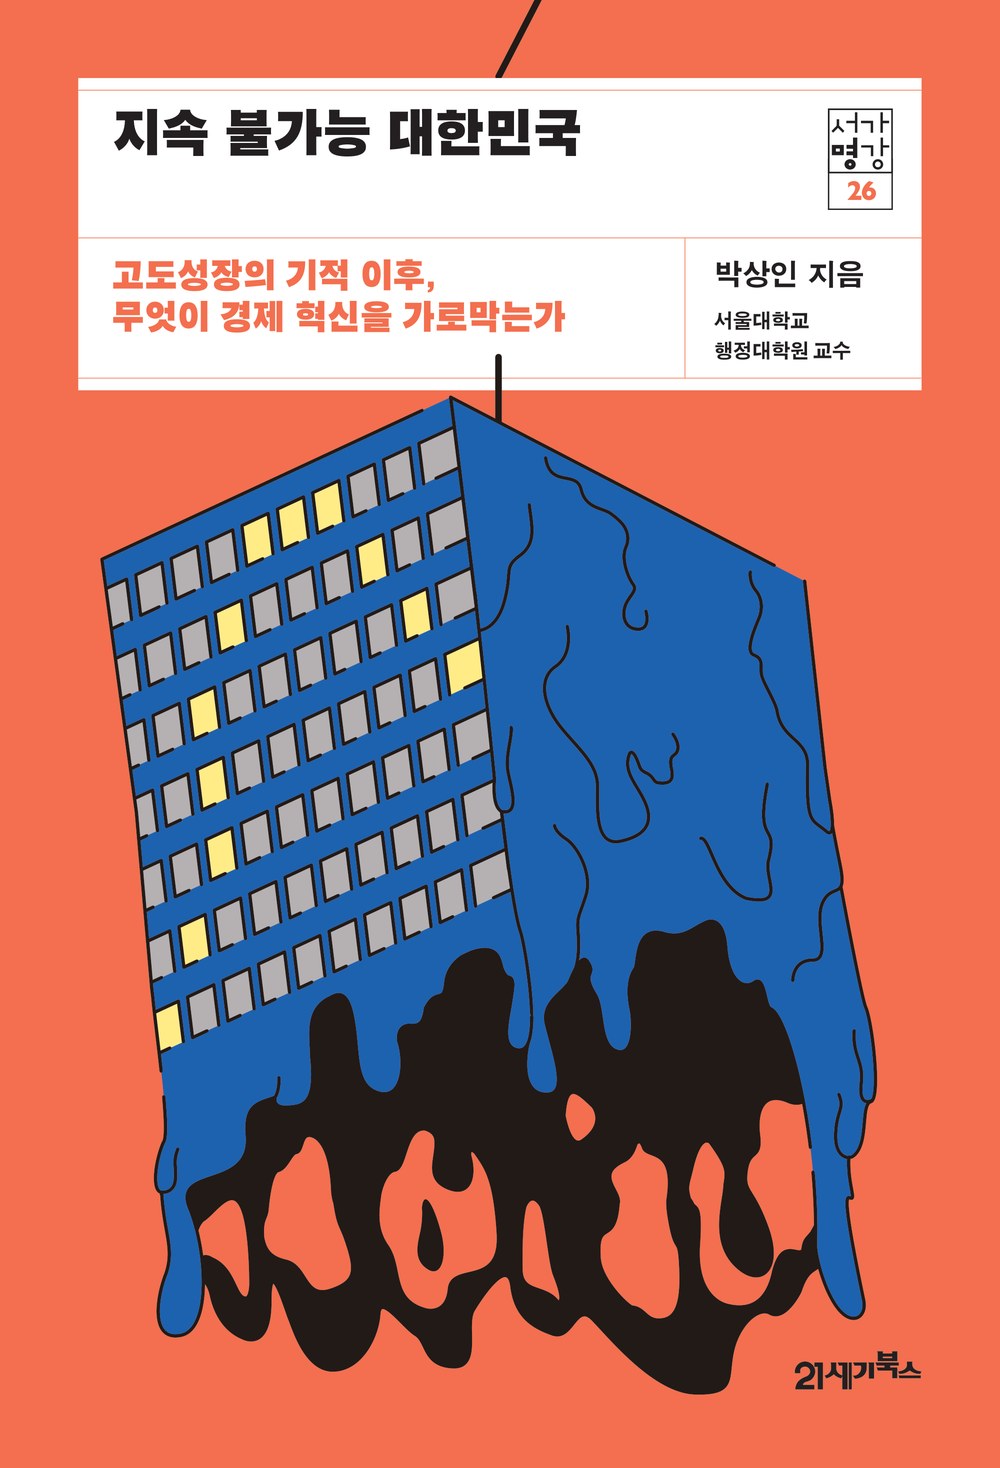 지속 불가능 대한민국
서가
명강
26
고도성장의 기적 이후,
무엇이 경제 혁신을 가로막는가
박상인 지음
서울대학교
행정대학원 교수
21세기북스